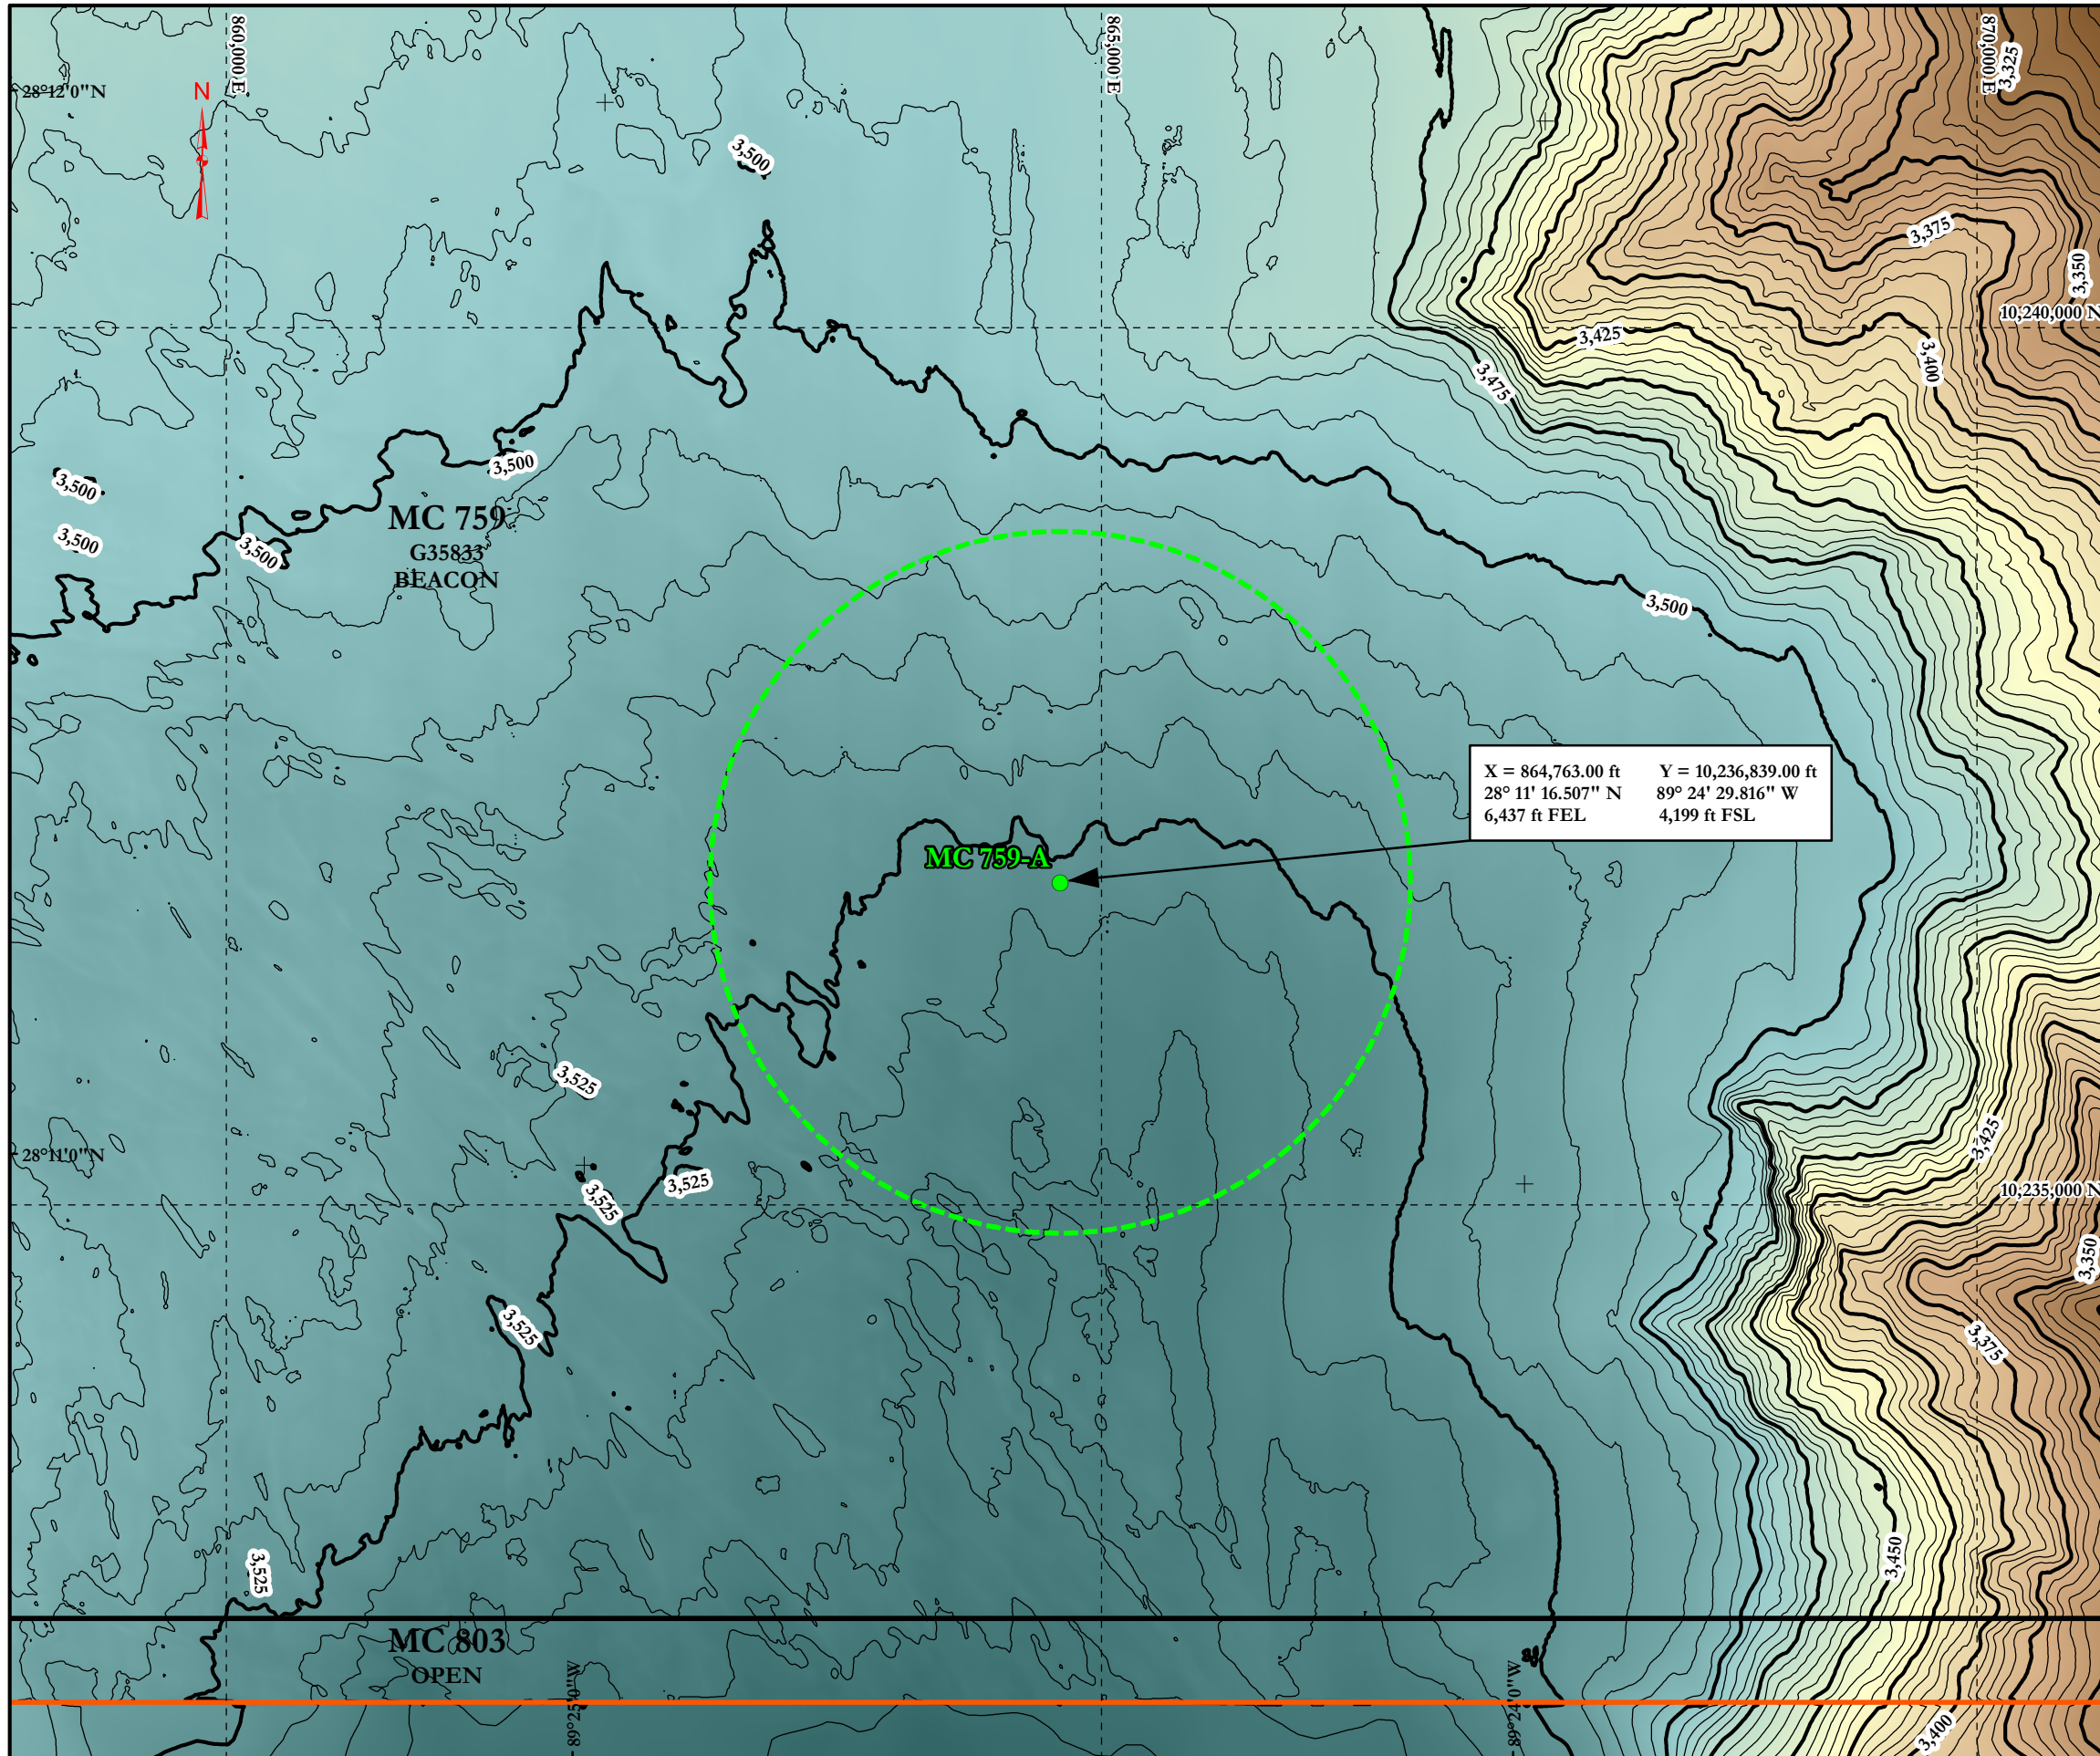 860,000 E
865,000 E
870,000 E
3,325
28°12'0"N
N
3,500
3,375
3,350
10,240,000 N
3,425
3,400
3,475
3,500
3,500
MC 759
3,500
3,500
G35833
BEACON
3,500
X = 864,763.00 ft Y = 10,236,839.00 ft
28° 11' 16.507" N 89° 24' 29.816" W
6,437 ft FEL 4,199 ft FSL
MC 759-A
3,525
3,425
28°11'0"N
3,525
3,525
10,235,000 N
3,350
3,525
3,375
3,450
3,525
MC 803
OPEN
89°25'0"W
89°24'0"W
3,400